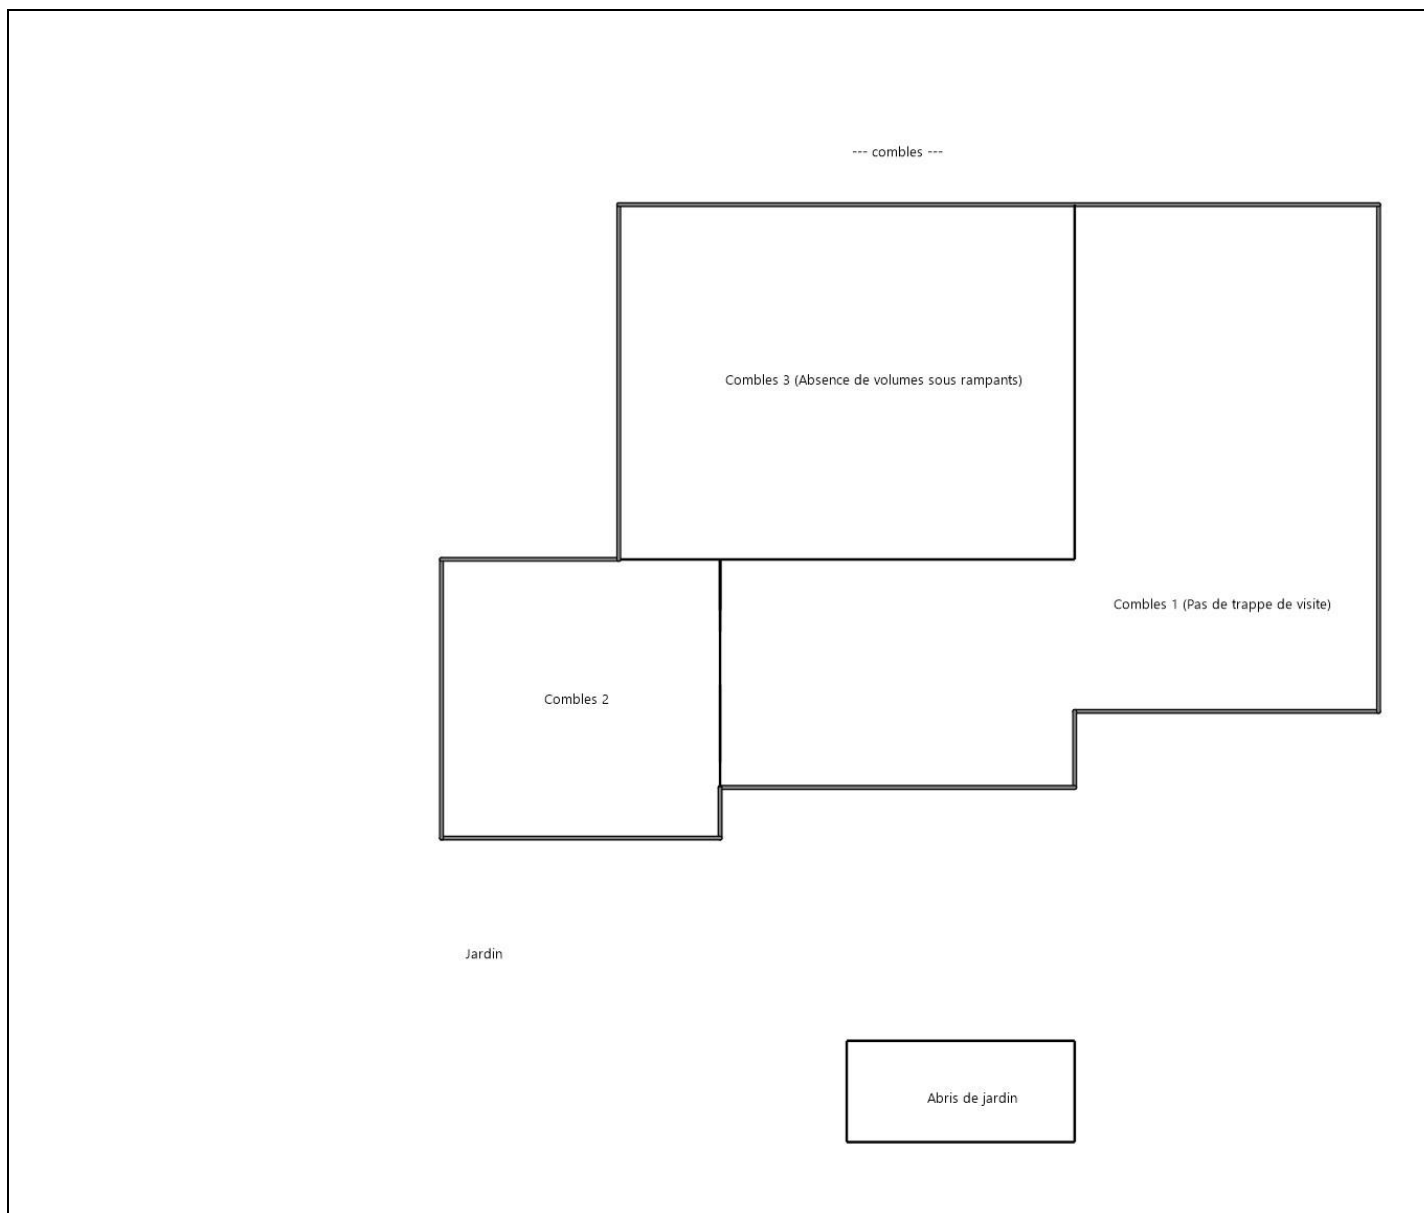 --- combles ---
Combles 3 (Absence de volumes sous rampants)
Combles 1 (Pas de trappe de visite)
Combles 2
Jardin
Abris de jardin